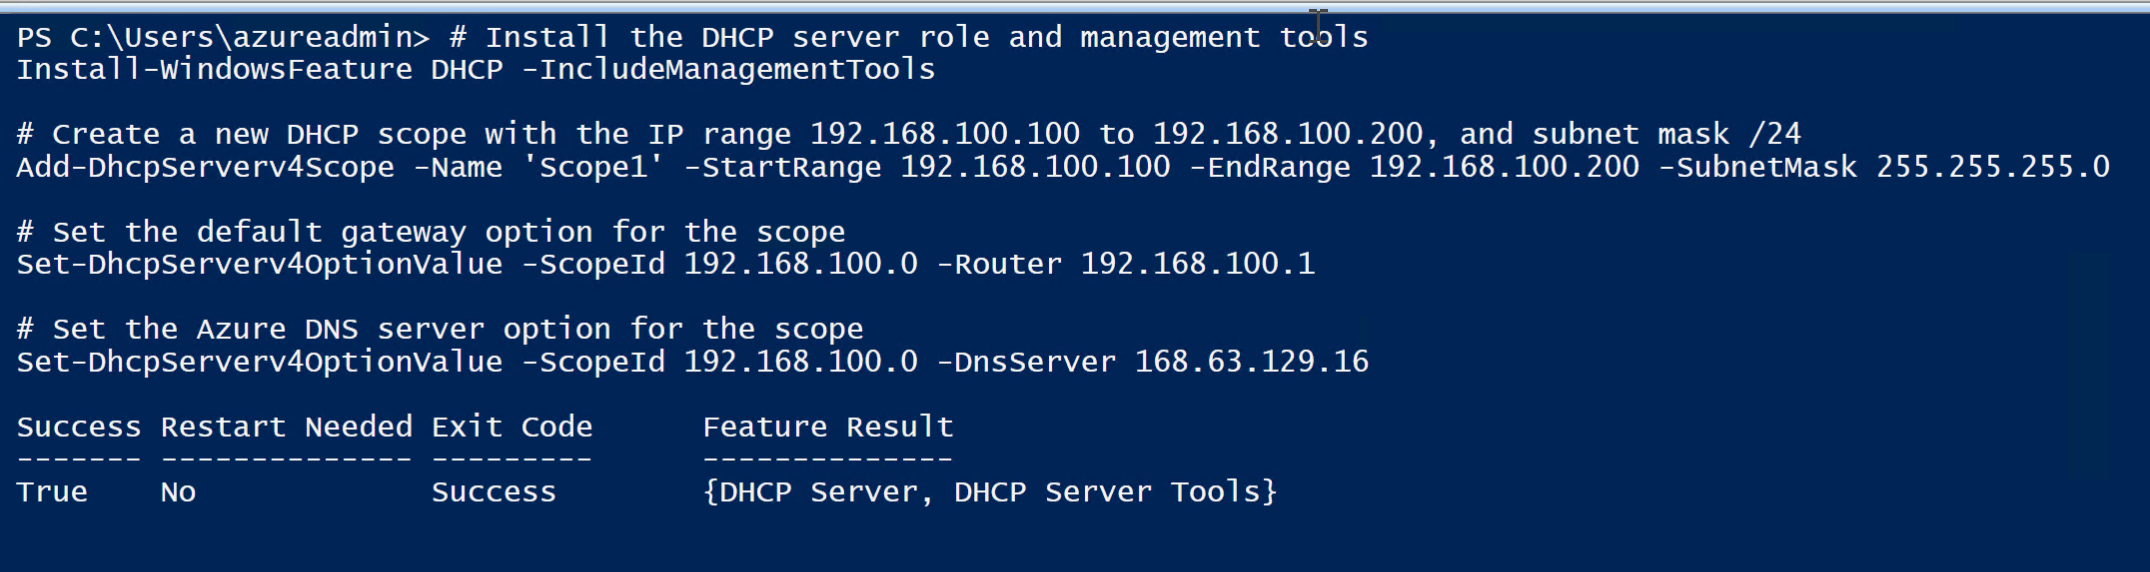 PS C:\Users\azureadmin> # Install the DHCP server role and management tools
Install-WindowsFeature DHCP -IncludeManagementTools
# Create a new DHCP scope with the IP range 192.168.100.100 to 192.168.100.200, and subnet mask /24
Add-DhcpServerv4Scope -Name 'Scope1' -StartRange 192.168.100.100 -EndRange 192.168.100.200 -SubnetMask 255.255.255.0
# Set the default gateway option for the scope
Set-DhcpServerv4OptionValue -ScopeId 192.168.100.0 -Router 192.168.100.1
# Set the Azure DNS server option for the scope
Set-DhcpServerv4OptionValue -ScopeId 192.168.100.0 -DnsServer 168.63.129.16
Success Restart Needed Exit Code      Feature Result
------- -------------- ---------      --------------
True    No             Success        {DHCP Server, DHCP Server Tools}